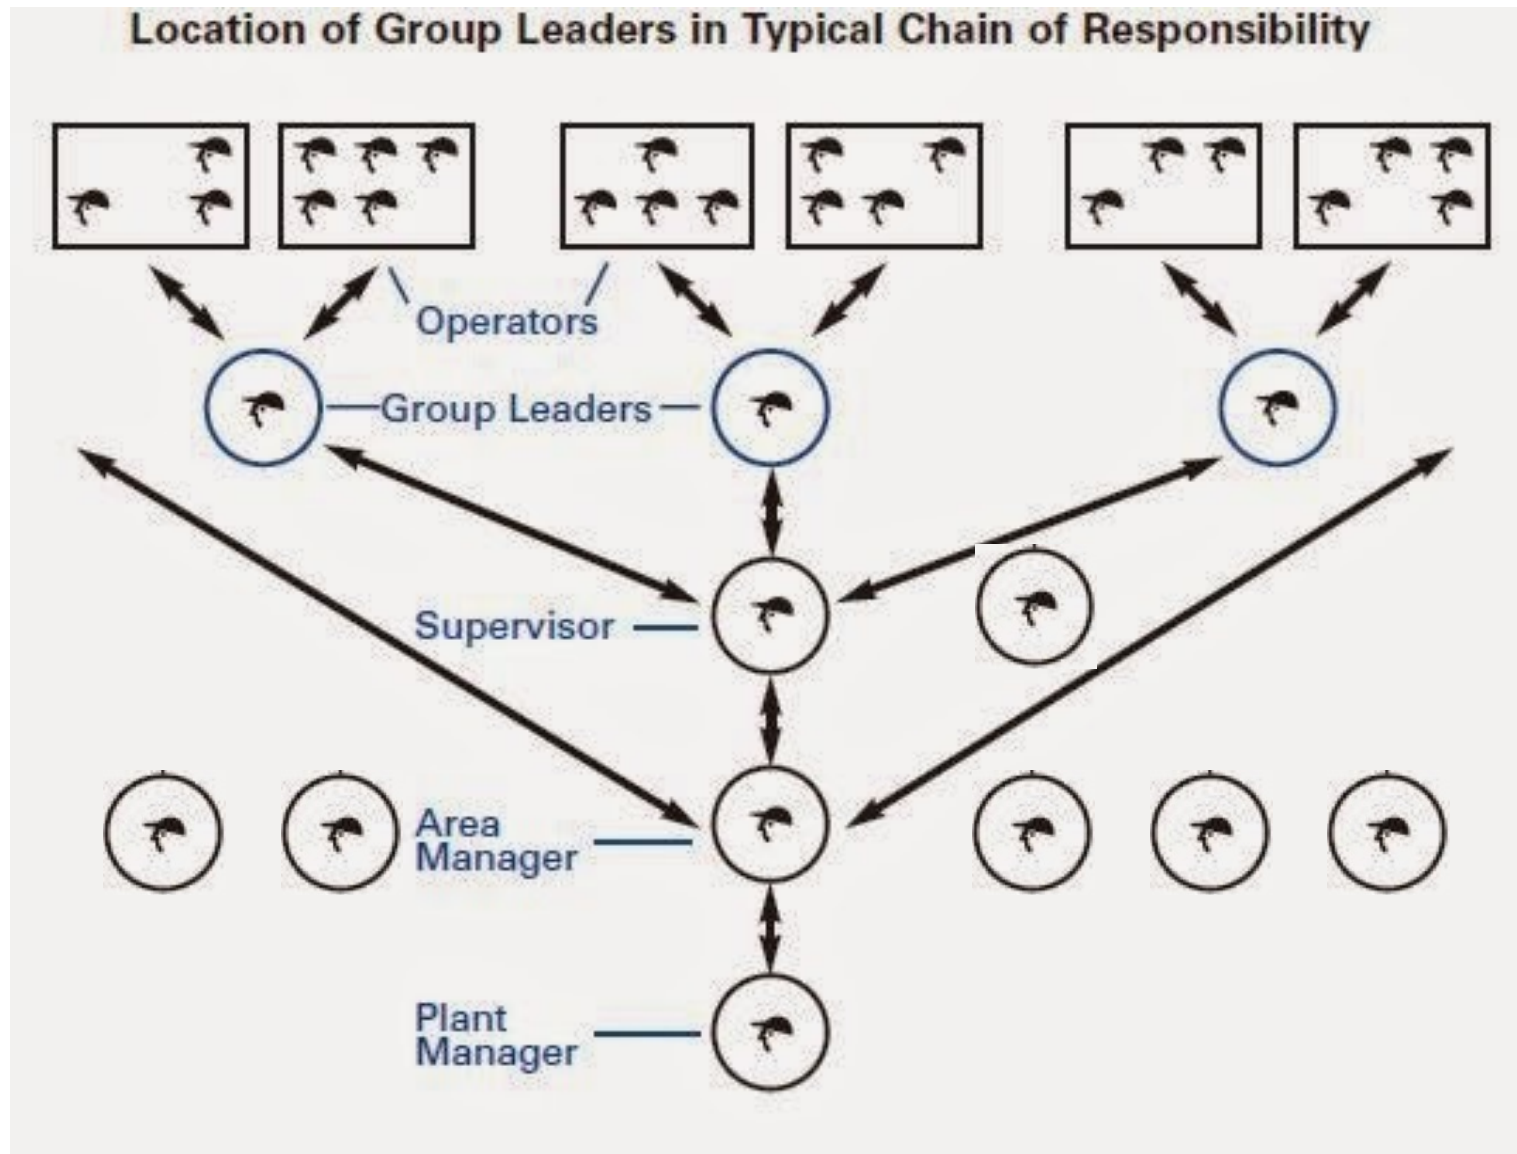 Location of Group Leaders in Typical Chain of Responsibility
Operators
Group Leaders
Supervisor
Area
Manager
Plant
Manager